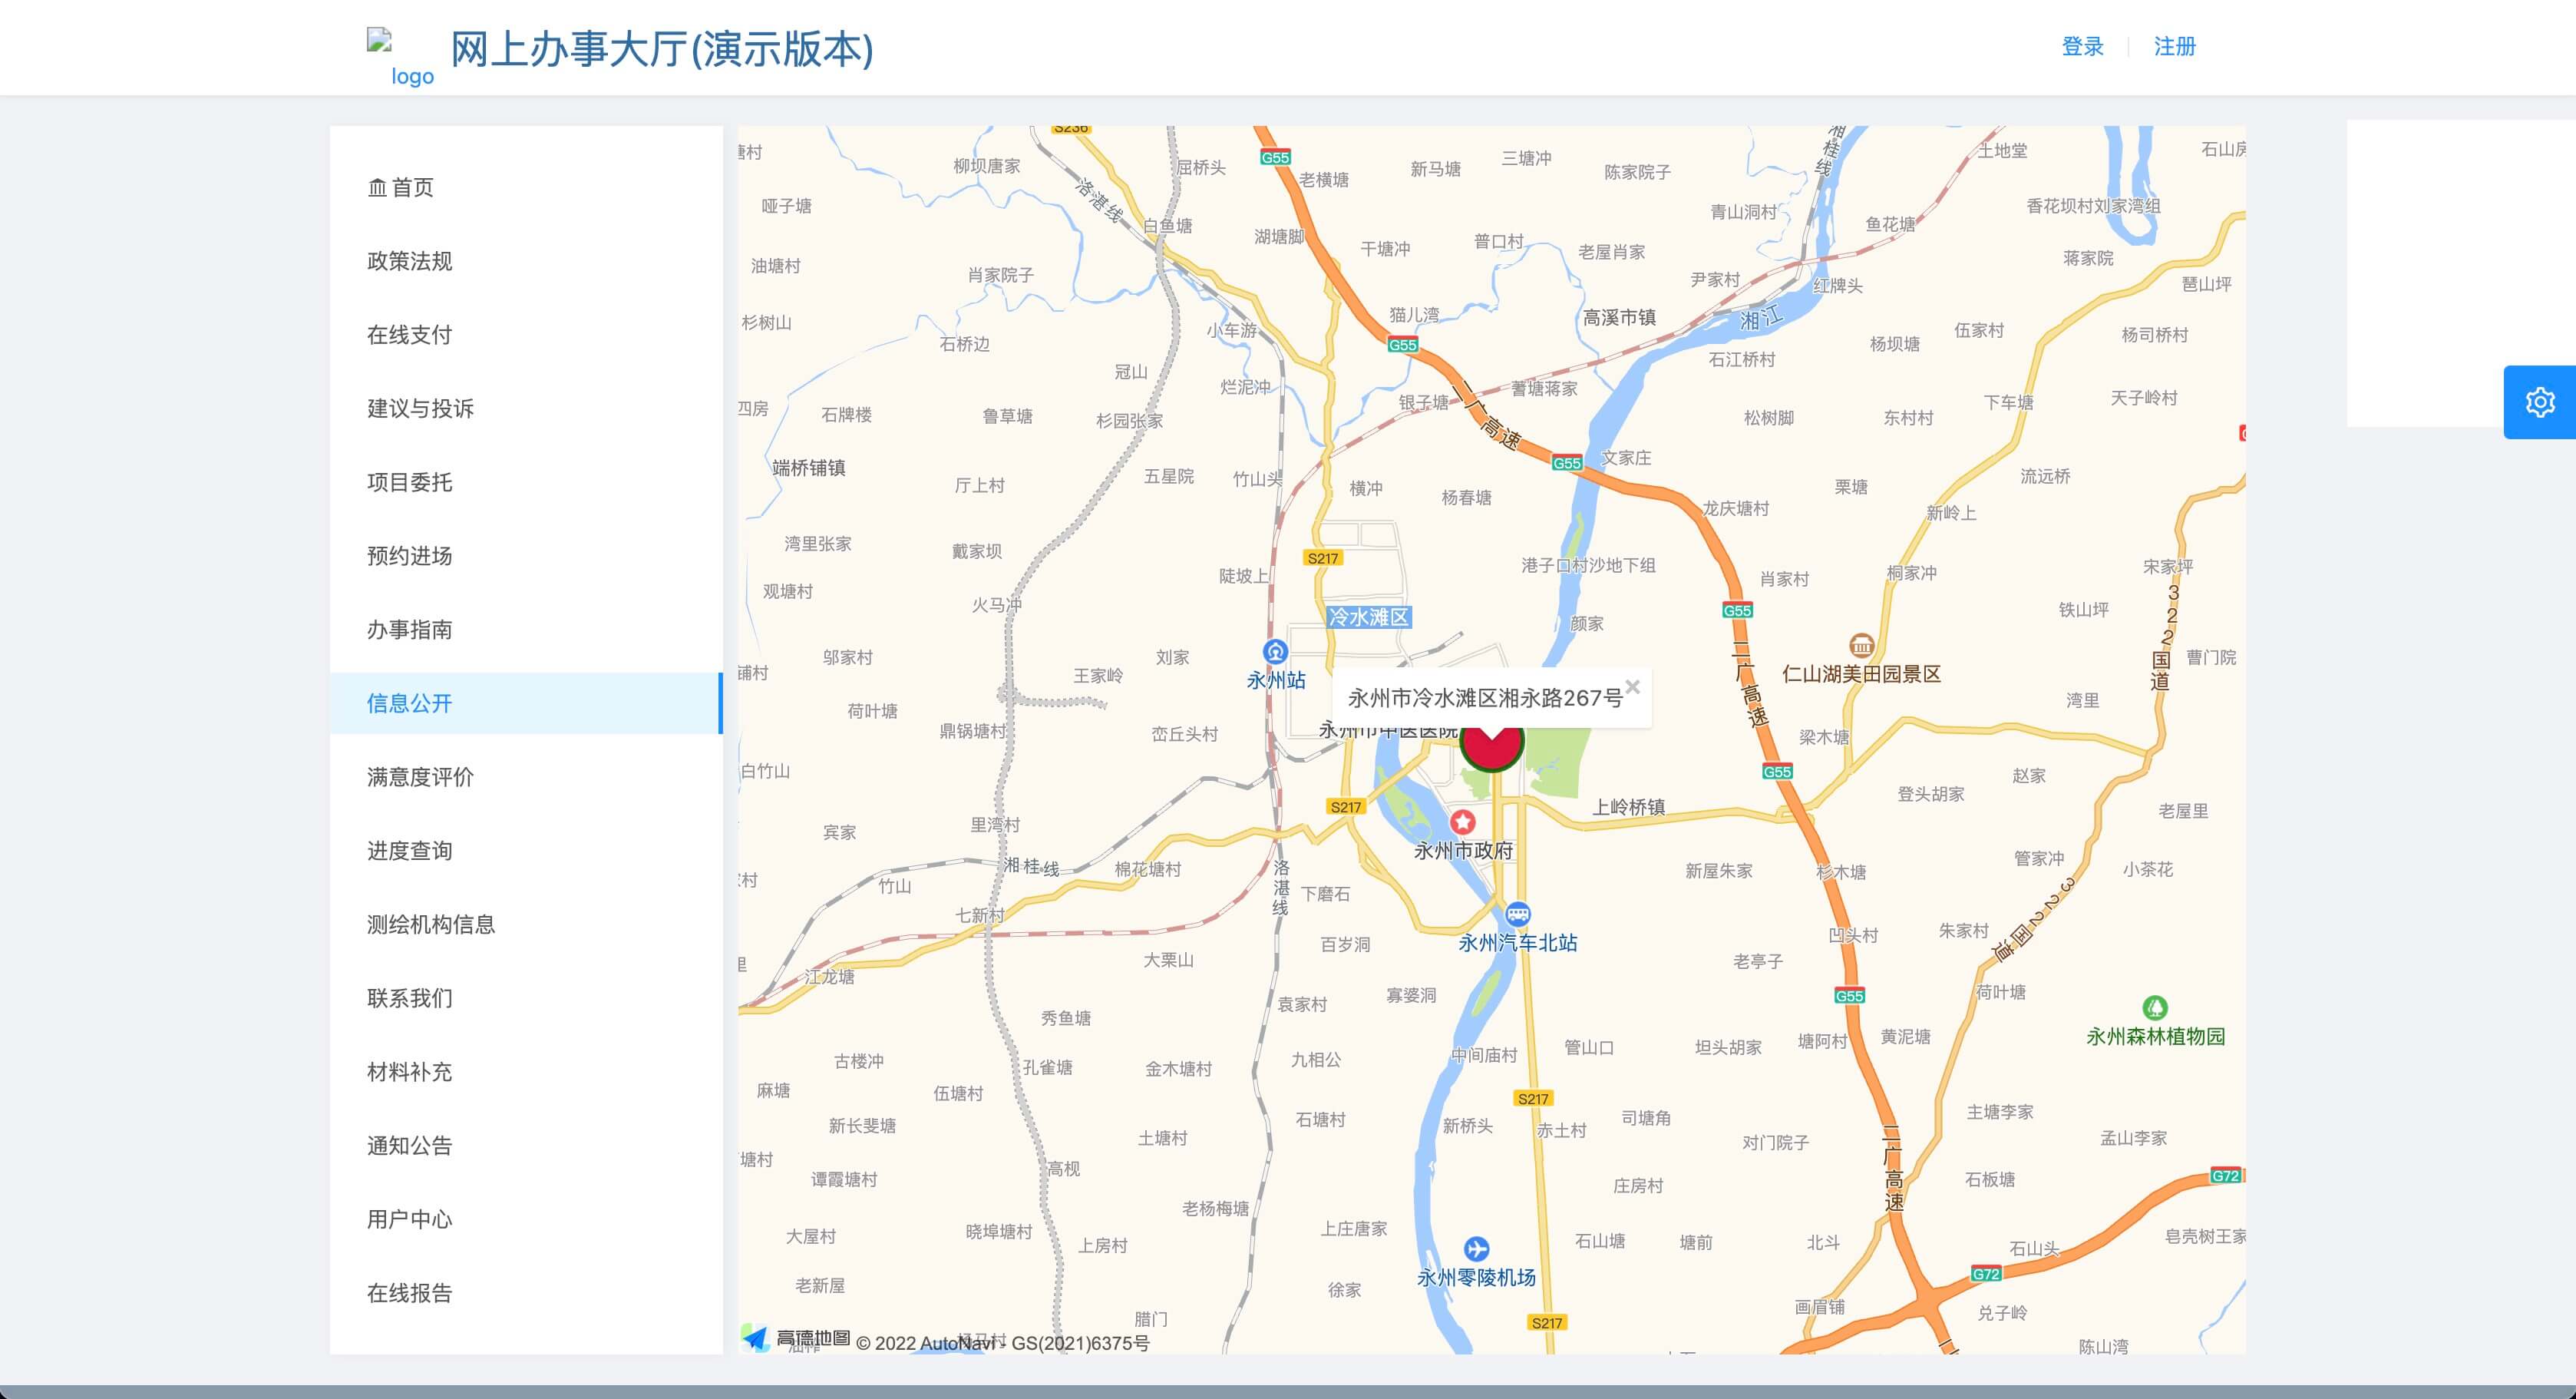 logo
网上办事大厅(演示版本)
登录
注册
首页
政策法规
在线支付
建议与投诉
项目委托
预约进场
办事指南
信息公开
满意度评价
进度查询
测绘机构信息
联系我们
材料补充
通知公告
用户中心
在线报告
S236
G55
湘桂线
土地堂
柳坝唐家
屈桥头
老横塘
新马塘
三塘冲
陈家院子
洛湛线
哑子塘
白鱼塘
湖塘脚
干塘冲
普口村
老屋肖家
青山洞村
鱼花塘
香花坝村刘家湾组
蒋家院
油塘村
肖家院子
尹家村
红牌头
琶山坪
杉树山
石桥边
小车游
猫儿湾
高溪市镇
湘江
杨坝塘
伍家村
杨司桥村
G55
石江桥村
冠山
烂泥冲
银子塘
薯塘蒋家
下车塘
天子岭村
四房
石牌楼
鲁草塘
杉园张家
二广高速
松树脚
东村村
端桥铺镇
厅上村
五星院
竹山头
横冲
杨春塘
G55
文家庄
栗塘
流远桥
龙庆塘村
新岭上
湾里张家
戴家坝
S217
陡坡上
港子口村沙地下组
肖家村
桐家冲
宋家坪
观塘村
火马冲
冷水滩区
颜家
G55
铁山坪
322国道
邬家村
王家岭
刘家
永州站
二广高速
仁山湖美田园景区
曹门院
湾里
荷叶塘
鼎锅塘村
峦丘头村
永州市冷水滩区湘永路267号
×
永州市中医医院
梁木塘
白竹山
G55
赵家
S217
上岭桥镇
登头胡家
老屋里
宾家
里湾村
永州市政府
湘桂线
棉花塘村
洛湛线
新屋朱家
杉木塘
管家冲
小茶花
竹山
下磨石
322国道
七新村
永州汽车北站
百岁洞
凹头村
朱家村
江龙塘
大栗山
老亭子
袁家村
寡婆洞
G55
荷叶塘
秀鱼塘
永州森林植物园
古楼冲
孔雀塘
金木塘村
九相公
中间庙村
管山口
坦头胡家
塘阿村
黄泥塘
麻塘
伍塘村
S217
新长斐塘
土塘村
石塘村
新桥头
赤土村
司塘角
对门院子
主塘李家
孟山李家
二广高速
谭霞塘村
高枧
庄房村
石板塘
G72
老杨梅塘
大屋村
晓埠塘村
上房村
上庄唐家
石山塘
塘前
北斗
石山头
皂壳树王家
老新屋
永州零陵机场
徐家
G72
画眉铺
兑子岭
腊门
S217
陈山湾
高德地图 © 2022 AutoNavi - GS(2021)6375号